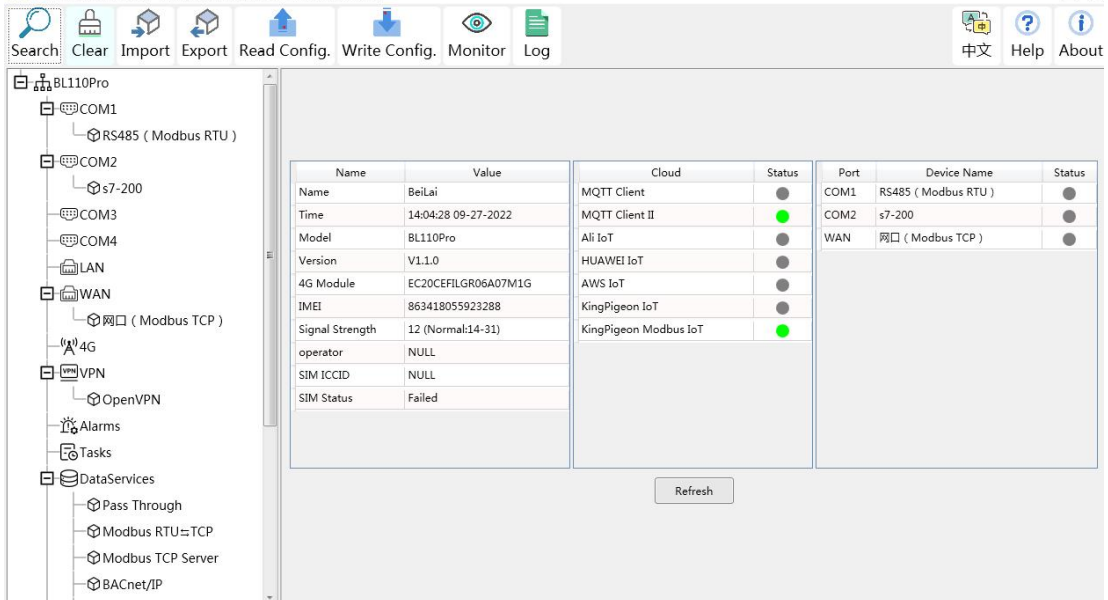 Search Clear Import Export Read Config. Write Config. Monitor Log 中文 Help About
BL110Pro
COM1
RS485 ( Modbus RTU )
COM2
s7-200
COM3
COM4
LAN
WAN
网口 ( Modbus TCP )
4G
VPN
VPN
OpenVPN
Alarms
Tasks
DataServices
Pass Through
Modbus RTU⇆TCP
Modbus TCP Server
BACnet/IP
Name Value
Name BeiLai
Time 14:04:28 09-27-2022
Model BL110Pro
Version V1.1.0
4G Module EC20CEFILGR06A07M1G
IMEI 863418055923288
Signal Strength 12 (Normal:14-31)
operator NULL
SIM ICCID NULL
SIM Status Failed
Cloud Status
MQTT Client
MQTT Client II
Ali IoT
HUAWEI IoT
AWS IoT
KingPigeon IoT
KingPigeon Modbus IoT
Port Device Name Status
COM1 RS485 ( Modbus RTU )
COM2 s7-200
WAN 网口 ( Modbus TCP )
Refresh